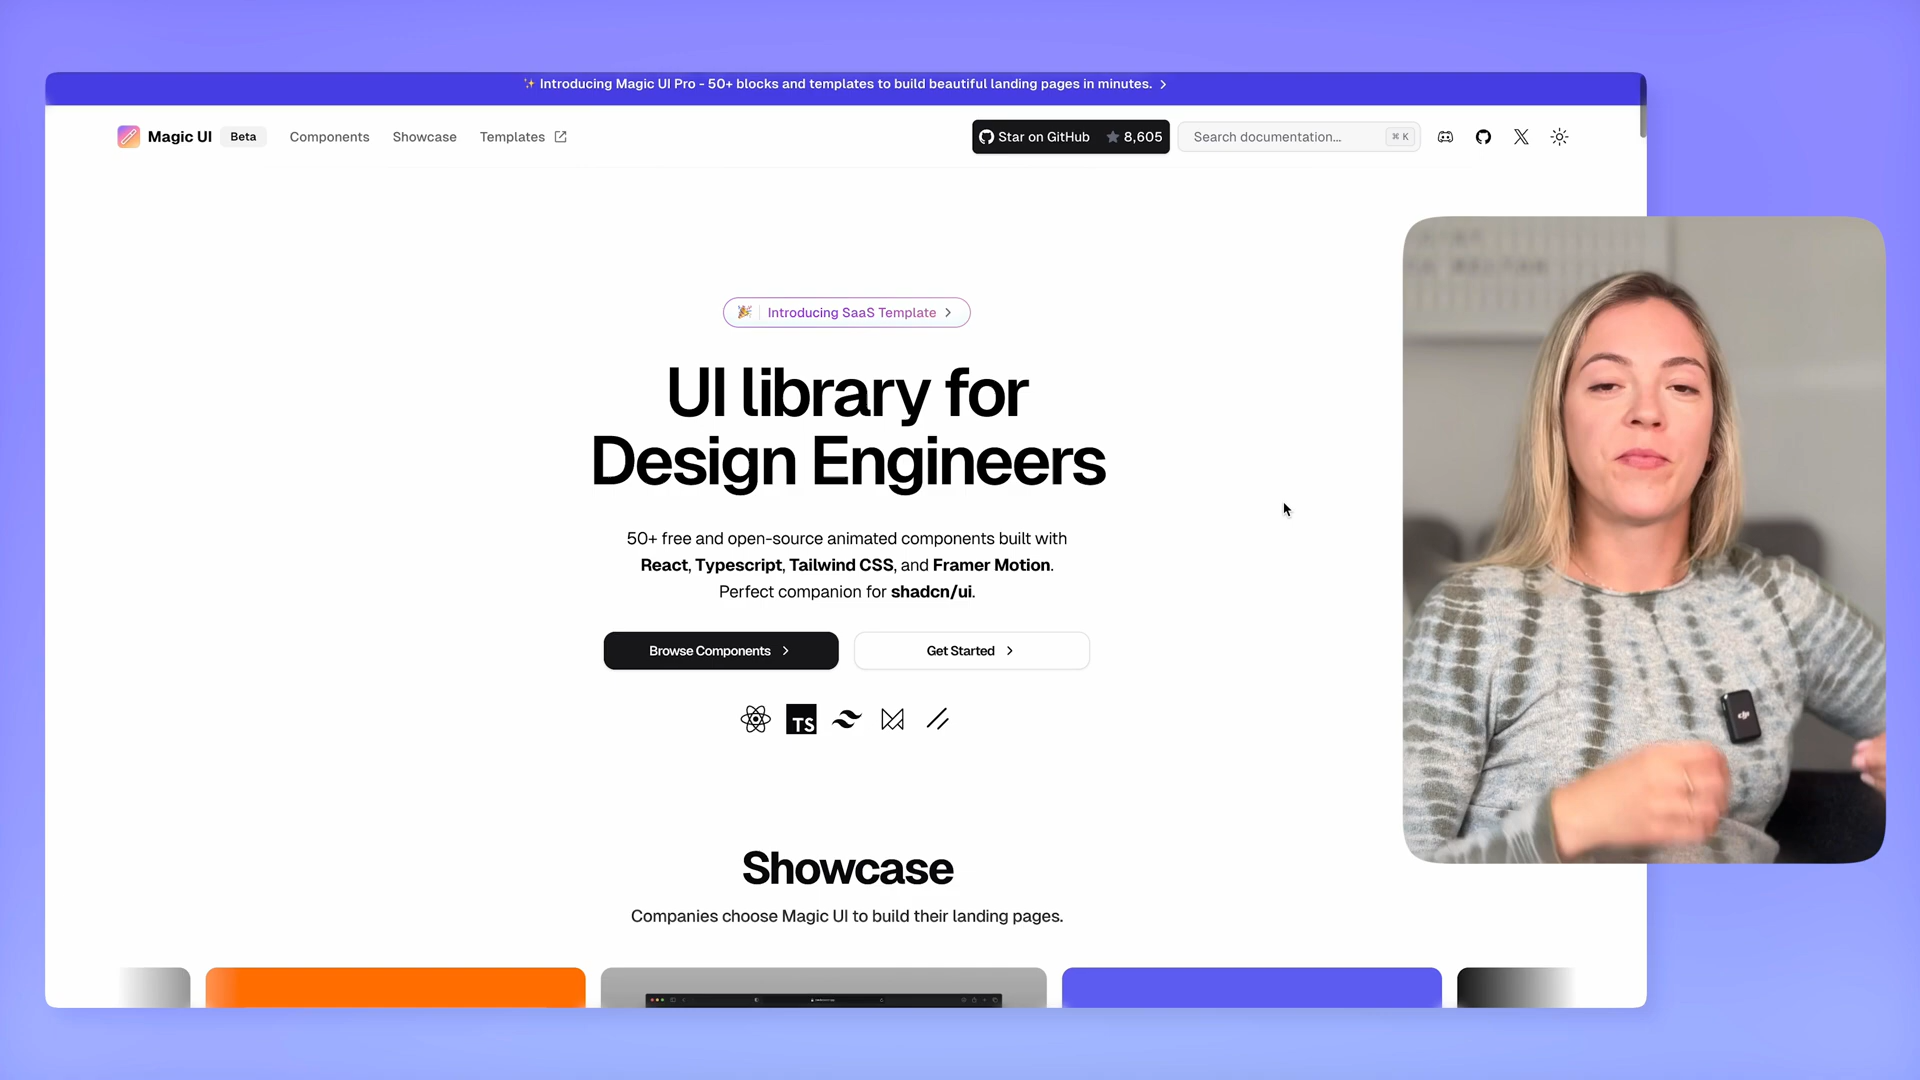 ✨ Introducing Magic UI Pro - 50+ blocks and templates to build beautiful landing pages in minutes.
Magic UI Beta Components Showcase Templates Star on GitHub 8,605 Search documentation... ⌘ K
🎉 Introducing SaaS Template
UI library for
Design Engineers
50+ free and open-source animated components built with
React, Typescript, Tailwind CSS, and Framer Motion.
Perfect companion for shadcn/ui.
Browse Components Get Started
TS
Showcase
Companies choose Magic UI to build their landing pages.
dji